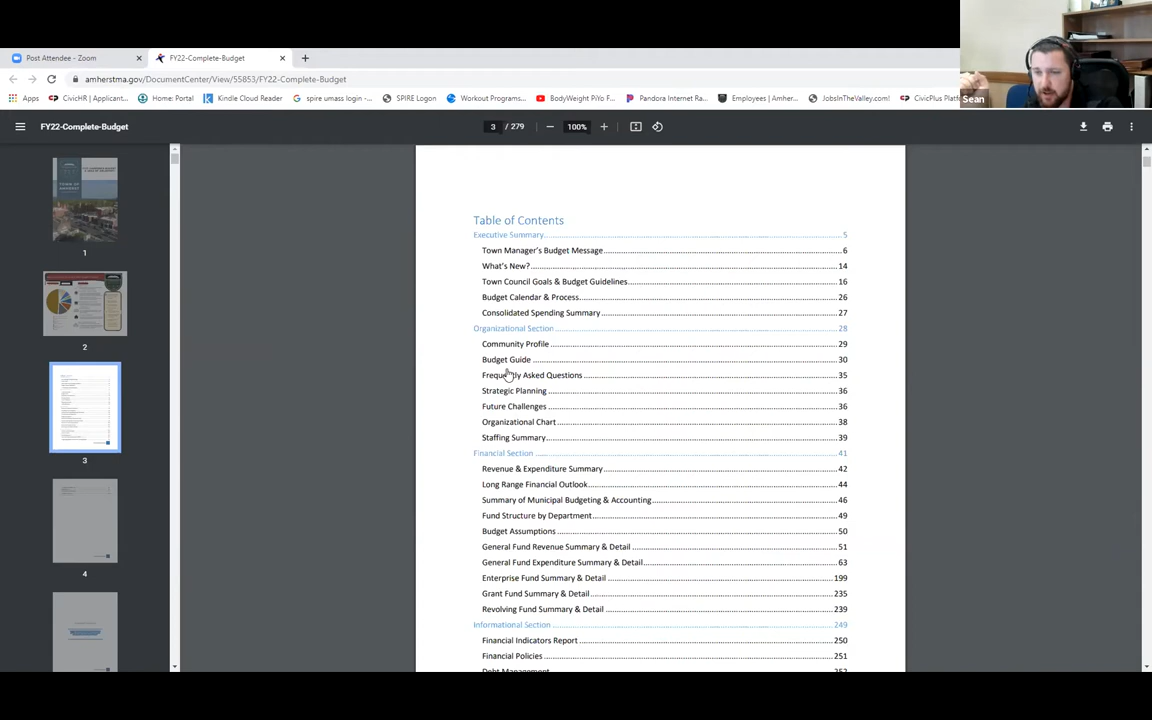 Post Attendee - Zoom
FY22-Complete-Budget
amherstma.gov/DocumentCenter/View/55853/FY22-Complete-Budget
Apps CivicHR | Applicant... Home: Portal Kindle Cloud Reader spire umass login -... SPIRE Logon Workout Programs... BodyWeight PiYo F... Pandora Internet Ra... Employees | Amher... JobsInTheValley.com! CivicPlus Platf
Sean
FY22-Complete-Budget
3 / 279
100%
1
2
3
4
Table of Contents
Executive Summary 5
Town Manager's Budget Message 6
What's New? 14
Town Council Goals & Budget Guidelines 16
Budget Calendar & Process 26
Consolidated Spending Summary 27
Organizational Section 28
Community Profile 29
Budget Guide 30
Frequently Asked Questions 35
Strategic Planning 36
Future Challenges 36
Organizational Chart 38
Staffing Summary 39
Financial Section 41
Revenue & Expenditure Summary 42
Long Range Financial Outlook 44
Summary of Municipal Budgeting & Accounting 46
Fund Structure by Department 49
Budget Assumptions 50
General Fund Revenue Summary & Detail 51
General Fund Expenditure Summary & Detail 63
Enterprise Fund Summary & Detail 199
Grant Fund Summary & Detail 235
Revolving Fund Summary & Detail 239
Informational Section 249
Financial Indicators Report 250
Financial Policies 251
Debt Management 252